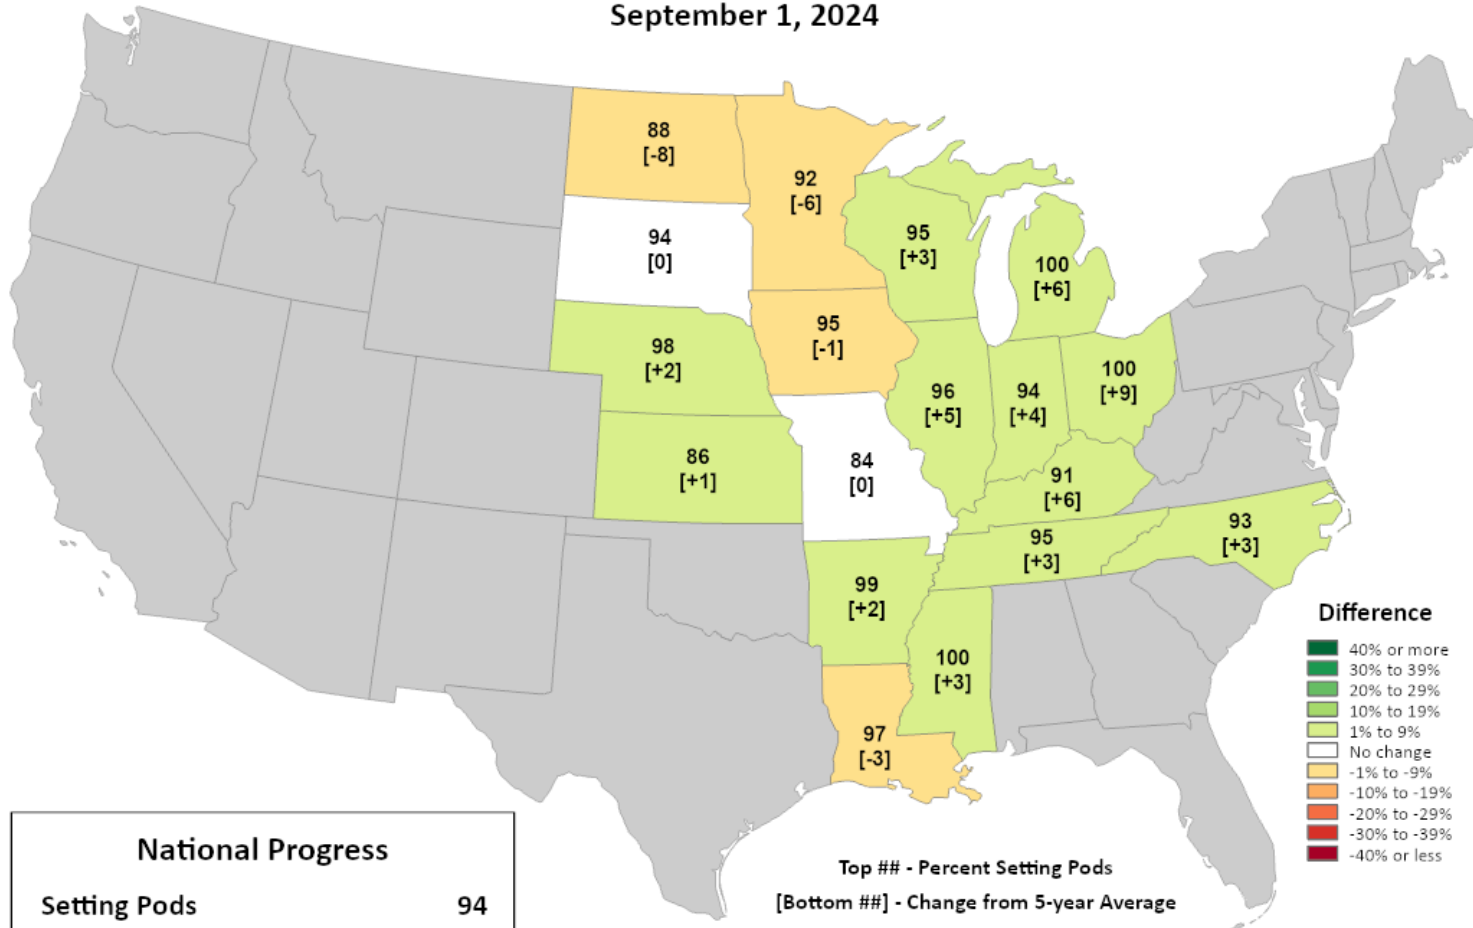 September 1, 2024
88
[-8]
92
[-6]
94
[0]
95
[+3]
100
[+6]
95
[-1]
98
[+2]
96
[+5]
94
[+4]
100
[+9]
86
[+1]
84
[0]
91
[+6]
95
[+3]
93
[+3]
99
[+2]
100
[+3]
97
[-3]
Difference
40% or more
30% to 39%
20% to 29%
10% to 19%
1% to 9%
No change
-1% to -9%
-10% to -19%
-20% to -29%
-30% to -39%
-40% or less
National Progress
Setting Pods 94
Top ## - Percent Setting Pods
[Bottom ##] - Change from 5-year Average